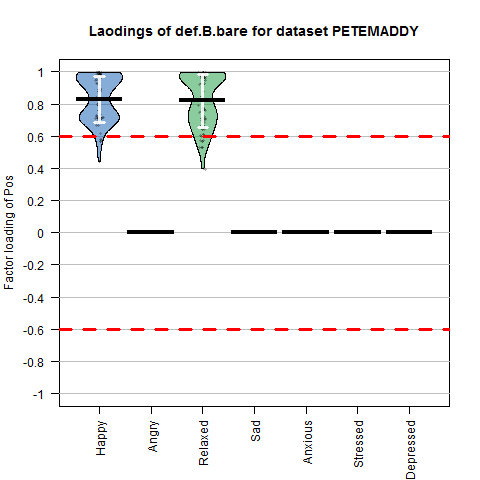 Laodings of def.B.bare for dataset PETEMADDY
Factor loading of Pos
1
0.8
0.6
0.4
0.2
0
-0.2
-0.4
-0.6
-0.8
-1
Happy
Angry
Relaxed
Sad
Anxious
Stressed
Depressed